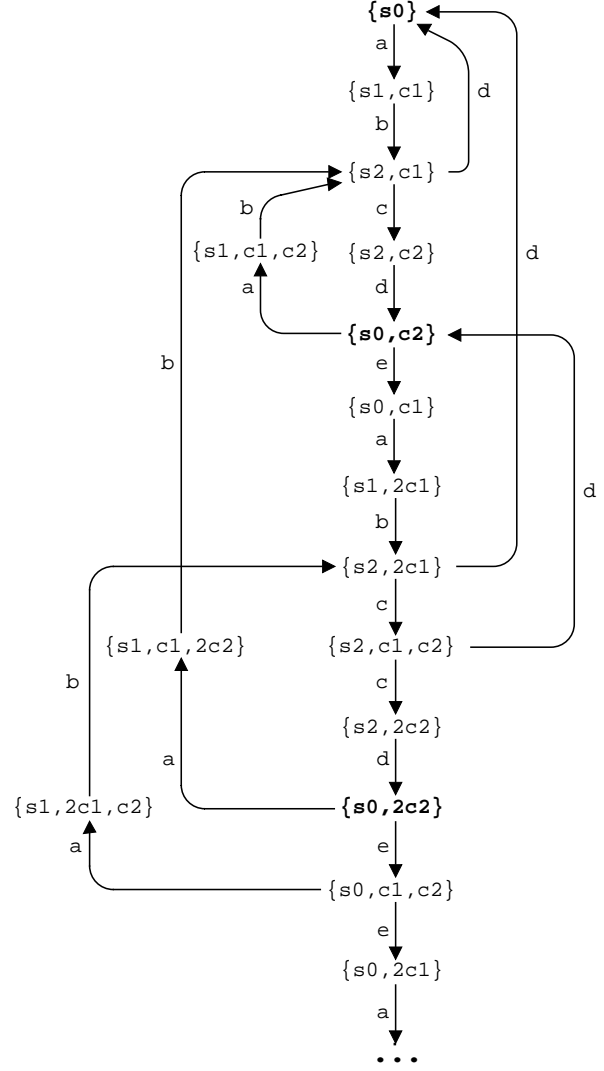 {s0}
a
{s1,c1}
d
b
{s2,c1}
b
c
{s1,c1,c2}
{s2,c2}
d
a
d
{s0,c2}
b
e
{s0,c1}
a
{s1,2c1}
d
b
{s2,2c1}
c
{s1,c1,2c2}
{s2,c1,c2}
b
c
{s2,2c2}
a
d
{s1,2c1,c2}
{s0,2c2}
a
e
{s0,c1,c2}
e
{s0,2c1}
a
...